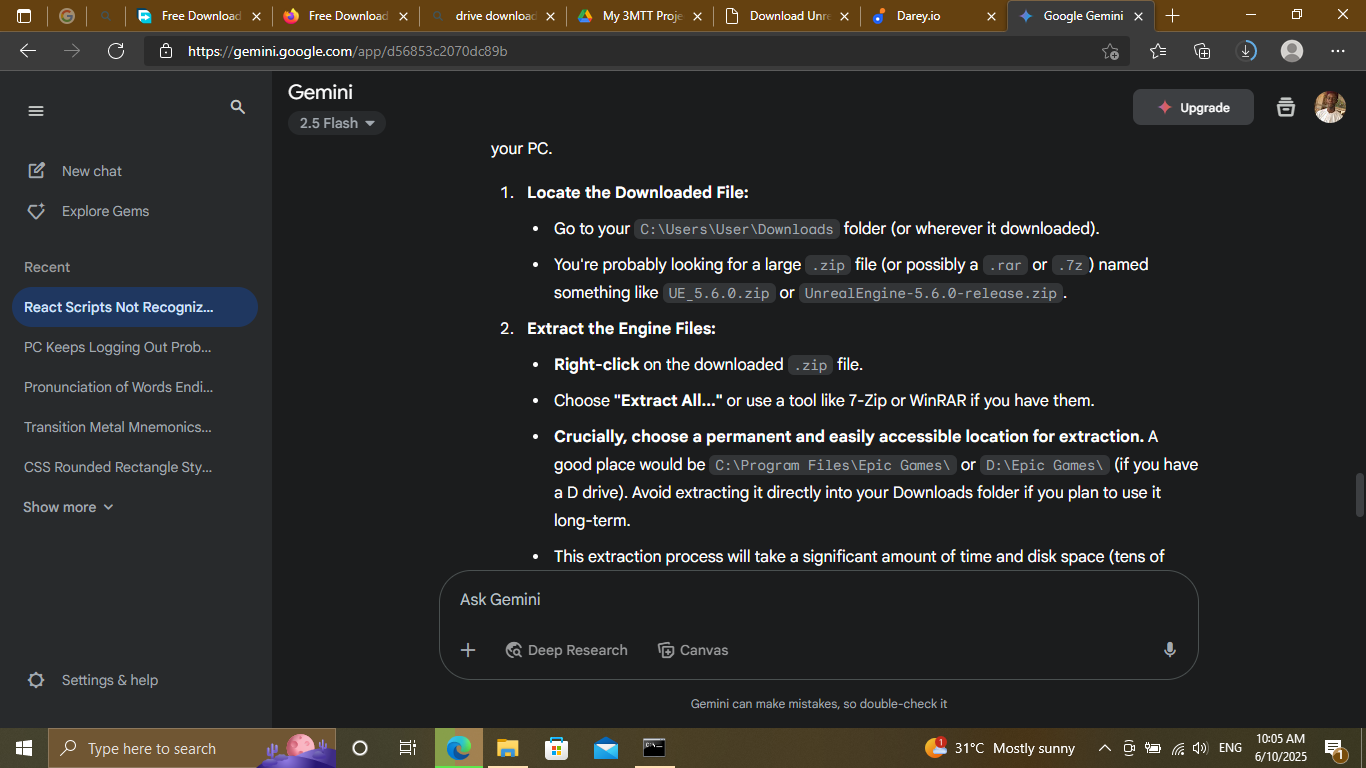 Free Download
Free Download
drive download
My 3MTT Proje
Download Unre
Darey.io
Google Gemini
https://gemini.google.com/app/d56853c2070dc89b
Gemini
2.5 Flash
Upgrade
New chat
Explore Gems
Recent
React Scripts Not Recogniz...
PC Keeps Logging Out Prob...
Pronunciation of Words Endi...
Transition Metal Mnemonics...
CSS Rounded Rectangle Sty...
Show more
Settings & help
your PC.
1. Locate the Downloaded File:
• Go to your C:\Users\User\Downloads folder (or wherever it downloaded).
• You're probably looking for a large .zip file (or possibly a .rar or .7z) named
something like UE_5.6.0.zip or UnrealEngine-5.6.0-release.zip.
2. Extract the Engine Files:
• Right-click on the downloaded .zip file.
• Choose "Extract All..." or use a tool like 7-Zip or WinRAR if you have them.
• Crucially, choose a permanent and easily accessible location for extraction. A
good place would be C:\Program Files\Epic Games\ or D:\Epic Games\ (if you have
a D drive). Avoid extracting it directly into your Downloads folder if you plan to use it
long-term.
• This extraction process will take a significant amount of time and disk space (tens of
Ask Gemini
Deep Research
Canvas
Gemini can make mistakes, so double-check it
Type here to search
1
31°C Mostly sunny
ENG
10:05 AM
6/10/2025
1